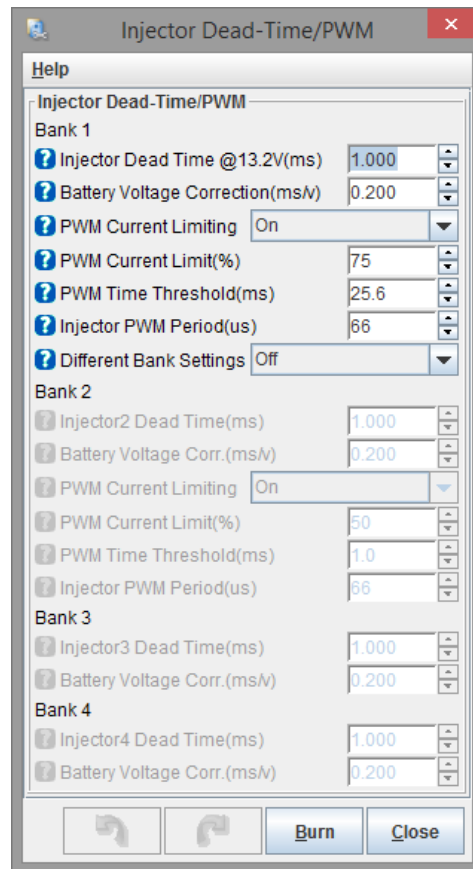 Injector Dead-Time/PWM
Help
Injector Dead-Time/PWM
Bank 1
Injector Dead Time @13.2V(ms) 1.000
Battery Voltage Correction(ms/v) 0.200
PWM Current Limiting On
PWM Current Limit(%) 75
PWM Time Threshold(ms) 25.6
Injector PWM Period(us) 66
Different Bank Settings Off
Bank 2
Injector2 Dead Time(ms) 1.000
Battery Voltage Corr.(ms/v) 0.200
PWM Current Limiting On
PWM Current Limit(%) 50
PWM Time Threshold(ms) 1.0
Injector PWM Period(us) 66
Bank 3
Injector3 Dead Time(ms) 1.000
Battery Voltage Corr.(ms/v) 0.200
Bank 4
Injector4 Dead Time(ms) 1.000
Battery Voltage Corr.(ms/v) 0.200
Burn Close